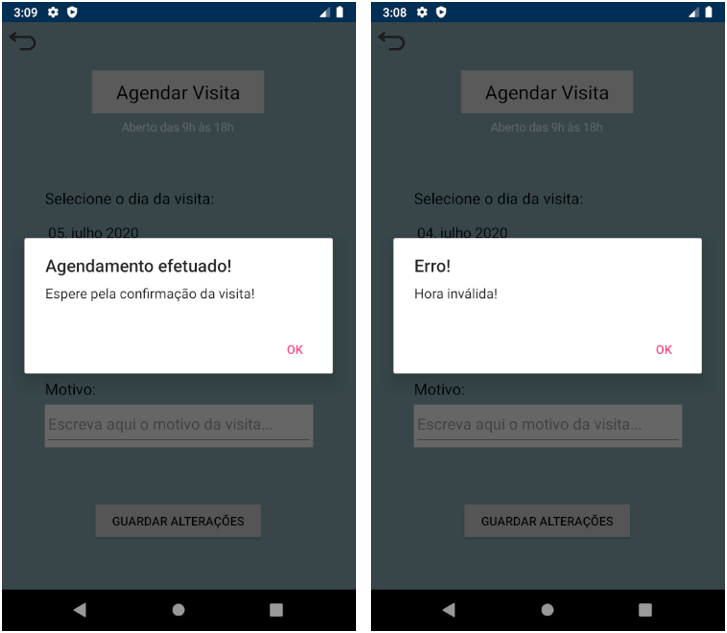 3:09
Agendar Visita
Aberto das 9h às 18h
Selecione o dia da visita:
05. julho 2020
Agendamento efetuado!
Espere pela confirmação da visita!
OK
Motivo:
Escreva aqui o motivo da visita...
GUARDAR ALTERAÇÕES
3:08
Agendar Visita
Aberto das 9h às 18h
Selecione o dia da visita:
04. julho 2020
Erro!
Hora inválida!
OK
Motivo:
Escreva aqui o motivo da visita...
GUARDAR ALTERAÇÕES